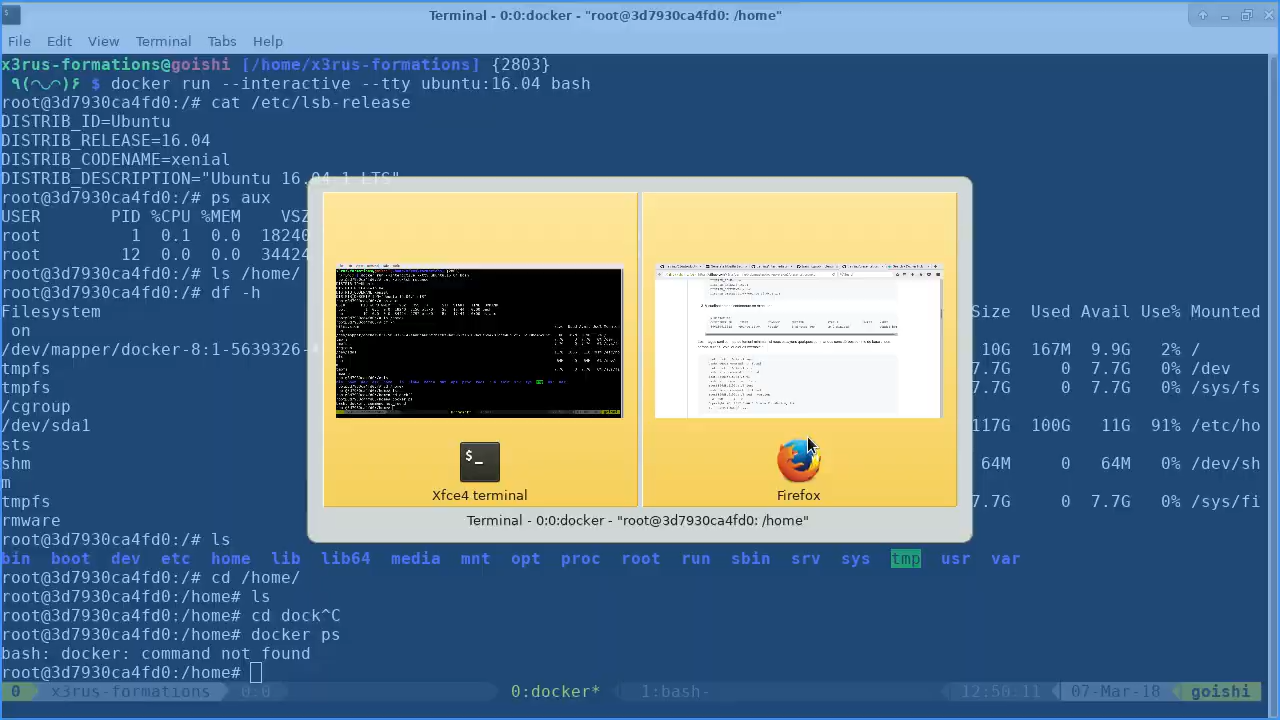 Terminal - 0:0:docker - "root@3d7930ca4fd0: /home"
File Edit View Terminal Tabs Help
x3rus-formations@goishi [/home/x3rus-formations] {2803}
$ docker run --interactive --tty ubuntu:16.04 bash
root@3d7930ca4fd0:/# cat /etc/lsb-release
DISTRIB_ID=Ubuntu
DISTRIB_RELEASE=16.04
DISTRIB_CODENAME=xenial
DISTRIB_DESCRIPTION="Ubuntu 16.04.1 LTS"
root@3d7930ca4fd0:/# ps aux
USER PID %CPU %MEM VSZ
root 1 0.1 0.0 18240
root 12 0.0 0.0 34424
root@3d7930ca4fd0:/# ls /home/
root@3d7930ca4fd0:/# df -h
Filesystem Size Used Avail Use% Mounted
on
/dev/mapper/docker-8:1-5639326- 10G 167M 9.9G 2% /
tmpfs 7.7G 0 7.7G 0% /dev
tmpfs 7.7G 0 7.7G 0% /sys/fs
/cgroup
/dev/sda1 117G 100G 11G 91% /etc/ho
sts
shm 64M 0 64M 0% /dev/sh
m
tmpfs 7.7G 0 7.7G 0% /sys/fi
rmware
root@3d7930ca4fd0:/# ls
bin boot dev etc home lib lib64 media mnt opt proc root run sbin srv sys tmp usr var
root@3d7930ca4fd0:/# cd /home/
root@3d7930ca4fd0:/home# ls
root@3d7930ca4fd0:/home# cd dock^C
root@3d7930ca4fd0:/home# docker ps
bash: docker: command not found
root@3d7930ca4fd0:/home#
0 x3rus-formations 0:0 0:docker* 1:bash- 12:50:11 07-Mar-18 goishi
Xfce4 terminal
Firefox
Terminal - 0:0:docker - "root@3d7930ca4fd0: /home"